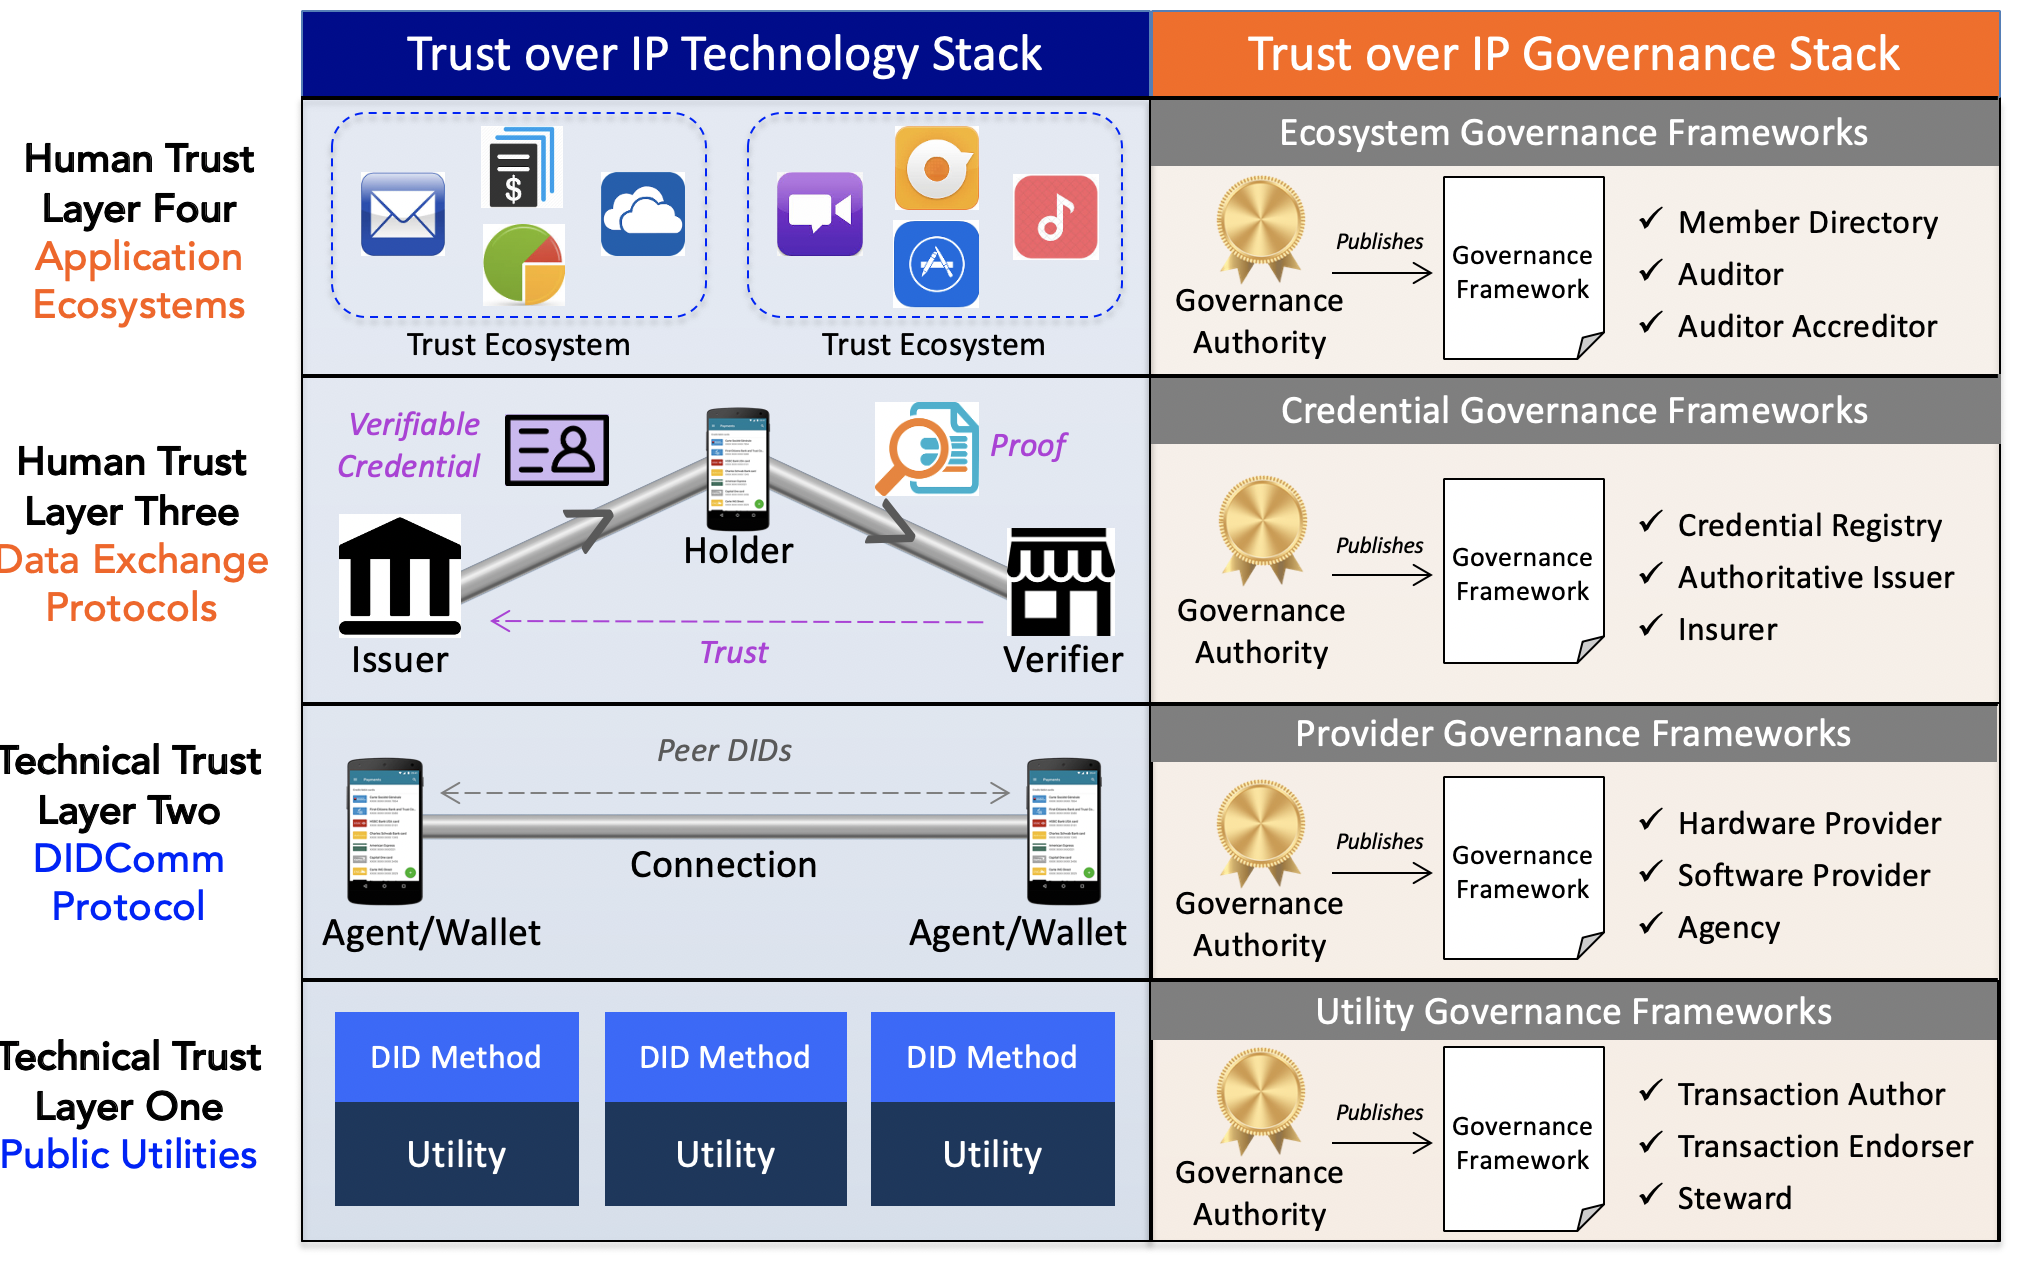 Trust over IP Technology Stack
Trust over IP Governance Stack
Human Trust
Layer Four
Application
Ecosystems
$
Trust Ecosystem
Trust Ecosystem
Ecosystem Governance Frameworks
Governance
Authority
Publishes
Governance
Framework
✓ Member Directory
✓ Auditor
✓ Auditor Accreditor
Human Trust
Layer Three
Data Exchange
Protocols
Verifiable
Credential
Proof
Holder
Issuer
Trust
Verifier
Credential Governance Frameworks
Governance
Authority
Publishes
Governance
Framework
✓ Credential Registry
✓ Authoritative Issuer
✓ Insurer
Technical Trust
Layer Two
DIDComm
Protocol
Peer DIDs
Connection
Agent/Wallet
Agent/Wallet
Provider Governance Frameworks
Governance
Authority
Publishes
Governance
Framework
✓ Hardware Provider
✓ Software Provider
✓ Agency
Technical Trust
Layer One
Public Utilities
DID Method
Utility
DID Method
Utility
DID Method
Utility
Utility Governance Frameworks
Governance
Authority
Publishes
Governance
Framework
✓ Transaction Author
✓ Transaction Endorser
✓ Steward